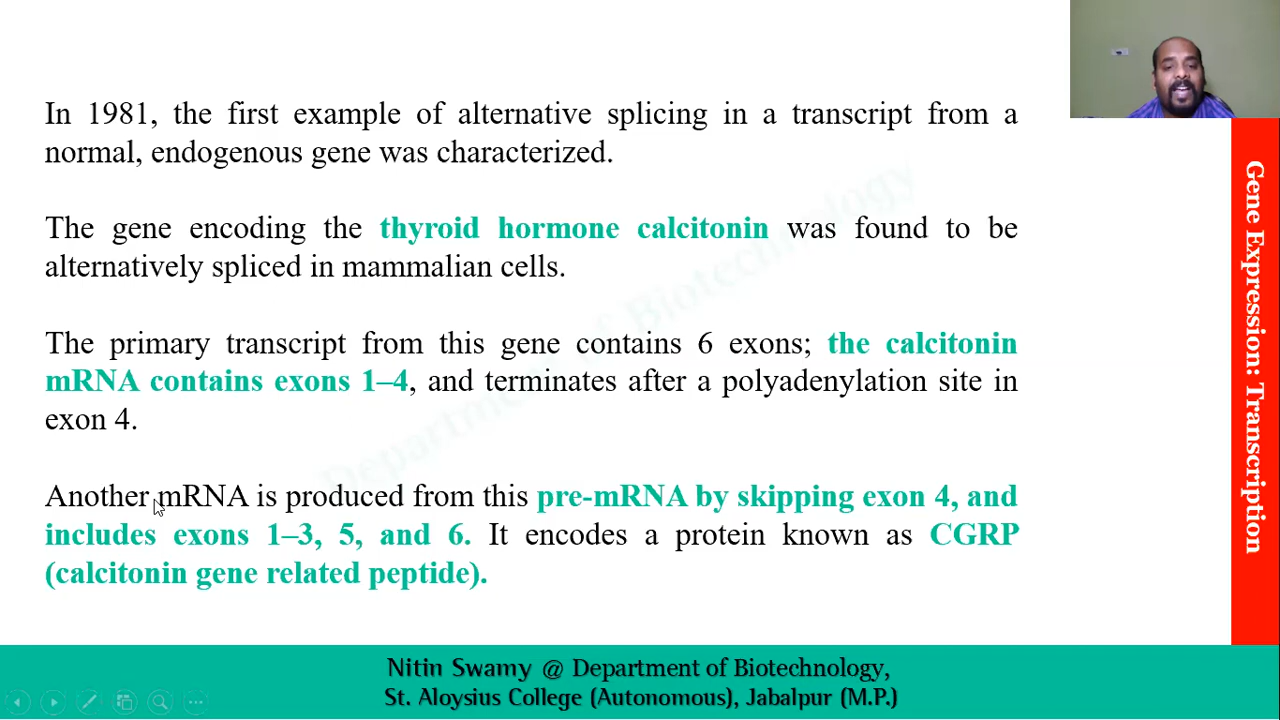 In 1981, the first example of alternative splicing in a transcript from a
normal, endogenous gene was characterized.
The gene encoding the thyroid hormone calcitonin was found to be
alternatively spliced in mammalian cells.
The primary transcript from this gene contains 6 exons; the calcitonin
mRNA contains exons 1–4, and terminates after a polyadenylation site in
exon 4.
Another mRNA is produced from this pre-mRNA by skipping exon 4, and
includes exons 1–3, 5, and 6. It encodes a protein known as CGRP
(calcitonin gene related peptide).
Gene Expression: Transcription
Department of Biotechnology
Nitin Swamy @ Department of Biotechnology,
St. Aloysius College (Autonomous), Jabalpur (M.P.)